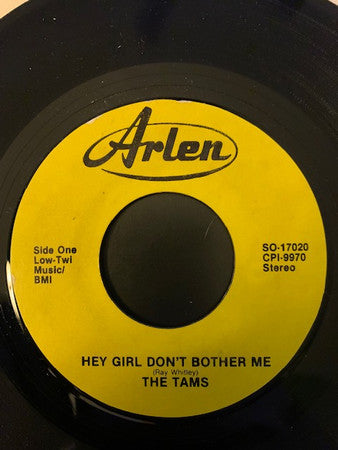 Arlen
Side One
Low-Twi
Music/
BMI
SO-17020
CPI-9970
Stereo
HEY GIRL DON'T BOTHER ME
(Ray Whitley)
THE TAMS